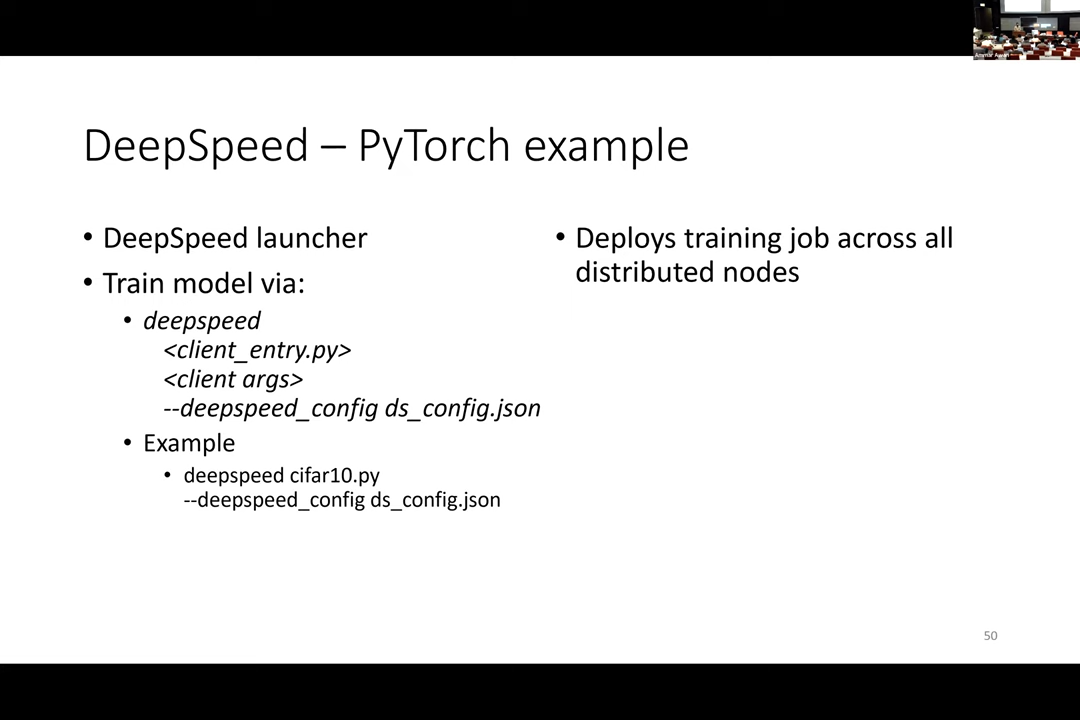 DeepSpeed – PyTorch example
• DeepSpeed launcher
• Train model via:
• deepspeed
<client_entry.py>
<client args>
--deepspeed_config ds_config.json
• Example
• deepspeed cifar10.py
--deepspeed_config ds_config.json
• Deploys training job across all
distributed nodes
50